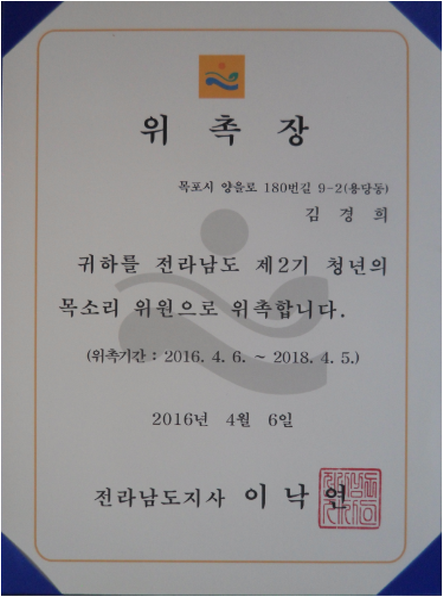 위 촉 장
목포시 양을로 180번길 9-2(용당동)
김 경 희
귀하를 전라남도 제2기 청년의
목소리 위원으로 위촉합니다.
(위촉기간 : 2016. 4. 6. ~ 2018. 4. 5.)
2016년 4월 6일
전라남도지사 이 낙 연